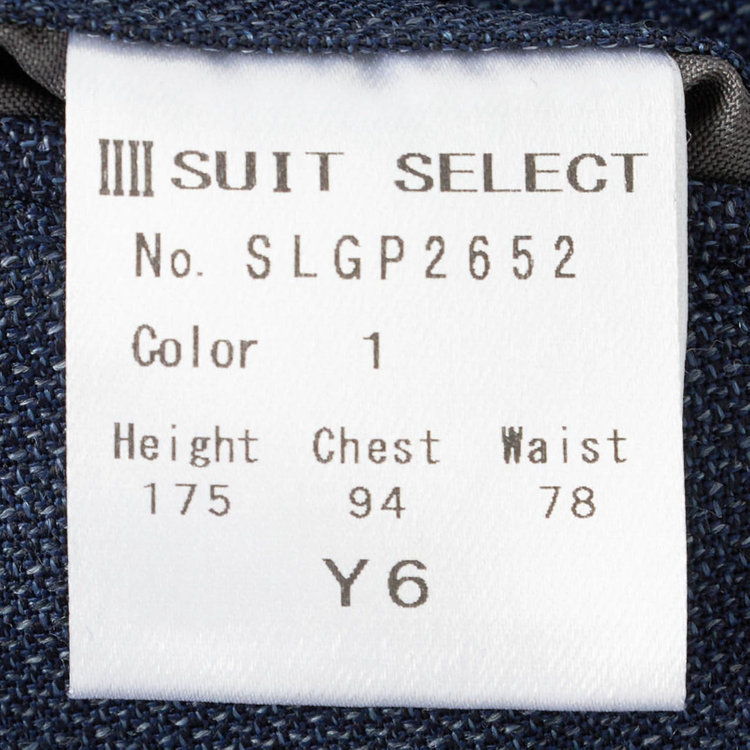 SUIT SELECT
No. SLGP2652
Color 1
Height Chest Waist
175 94 78
Y6